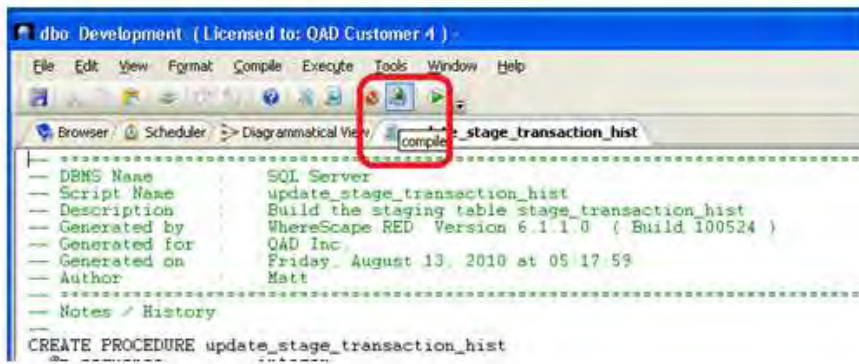 dbo Development ( Licensed to: QAD Customer 4 ) -
File Edit View Format Compile Execute Tools Window Help
Browser Scheduler Diagrammatical View te_stage_transaction_hist
compile
-- DBMS Name : SQL Server
-- Script Name : update_stage_transaction_hist
-- Description : Build the staging table stage_transaction_hist
-- Generated by : WhereScape RED Version 6.1.1.0 ( Build 100524 )
-- Generated for : QAD Inc.
-- Generated on : Friday, August 13, 2010 at 05:17:59
-- Author : Matt
-- Notes / History
--
CREATE PROCEDURE update_stage_transaction_hist